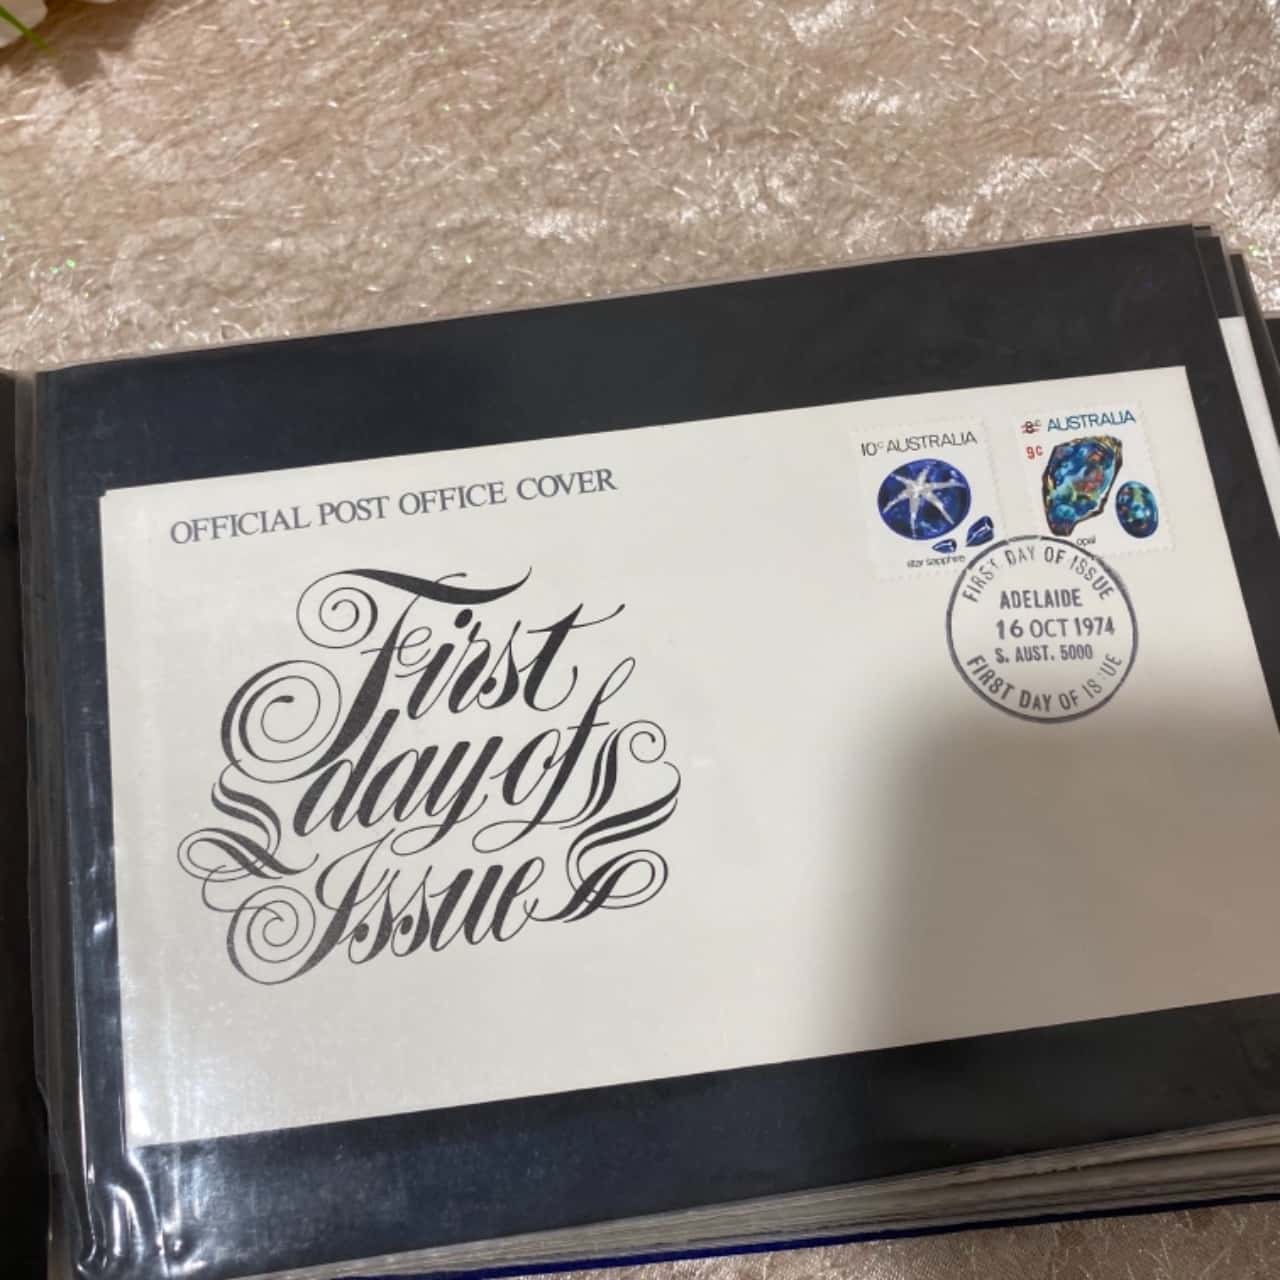 OFFICIAL POST OFFICE COVER
First
day of
Issue
10c AUSTRALIA
star sapphire
8c AUSTRALIA
9c
opal
FIRST DAY OF ISSUE
ADELAIDE
16 OCT 1974
S. AUST. 5000
FIRST DAY OF ISSUE